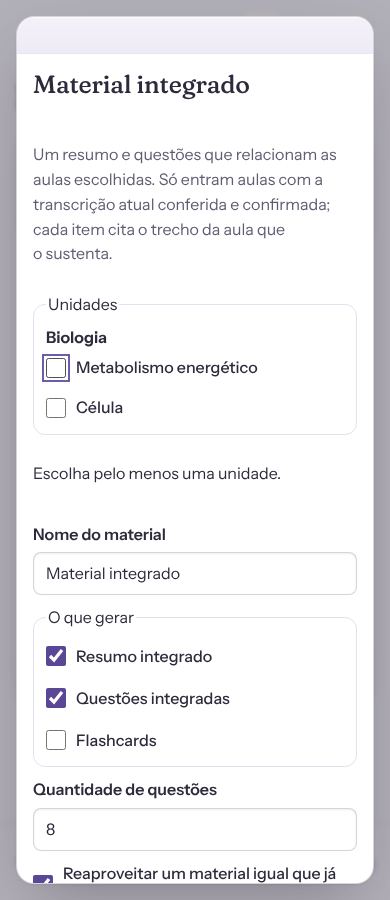 Material integrado
Um resumo e questões que relacionam as
aulas escolhidas. Só entram aulas com a
transcrição atual conferida e confirmada;
cada item cita o trecho da aula que
o sustenta.
Unidades
Biologia
Metabolismo energético
Célula
Escolha pelo menos uma unidade.
Nome do material
Material integrado
O que gerar
Resumo integrado
Questões integradas
Flashcards
Quantidade de questões
8
Reaproveitar um material igual que já